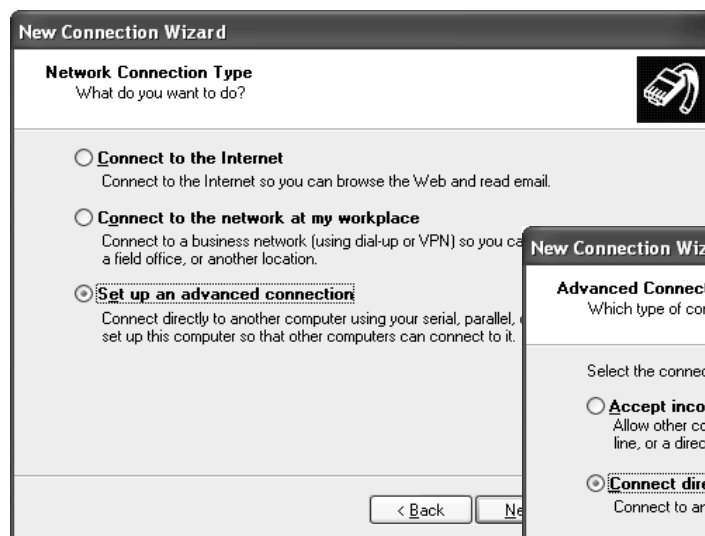 New Connection Wizard
Network Connection Type
What do you want to do?
Connect to the Internet
Connect to the Internet so you can browse the Web and read email.
Connect to the network at my workplace
Connect to a business network (using dial-up or VPN) so you ca
a field office, or another location.
Set up an advanced connection
Connect directly to another computer using your serial, parallel,
set up this computer so that other computers can connect to it.
< Back
Ne
New Connection Wiz
Advanced Connect
Which type of cor
Select the connec
Accept inco
Allow other co
line, or a direc
Connect dire
Connect to an